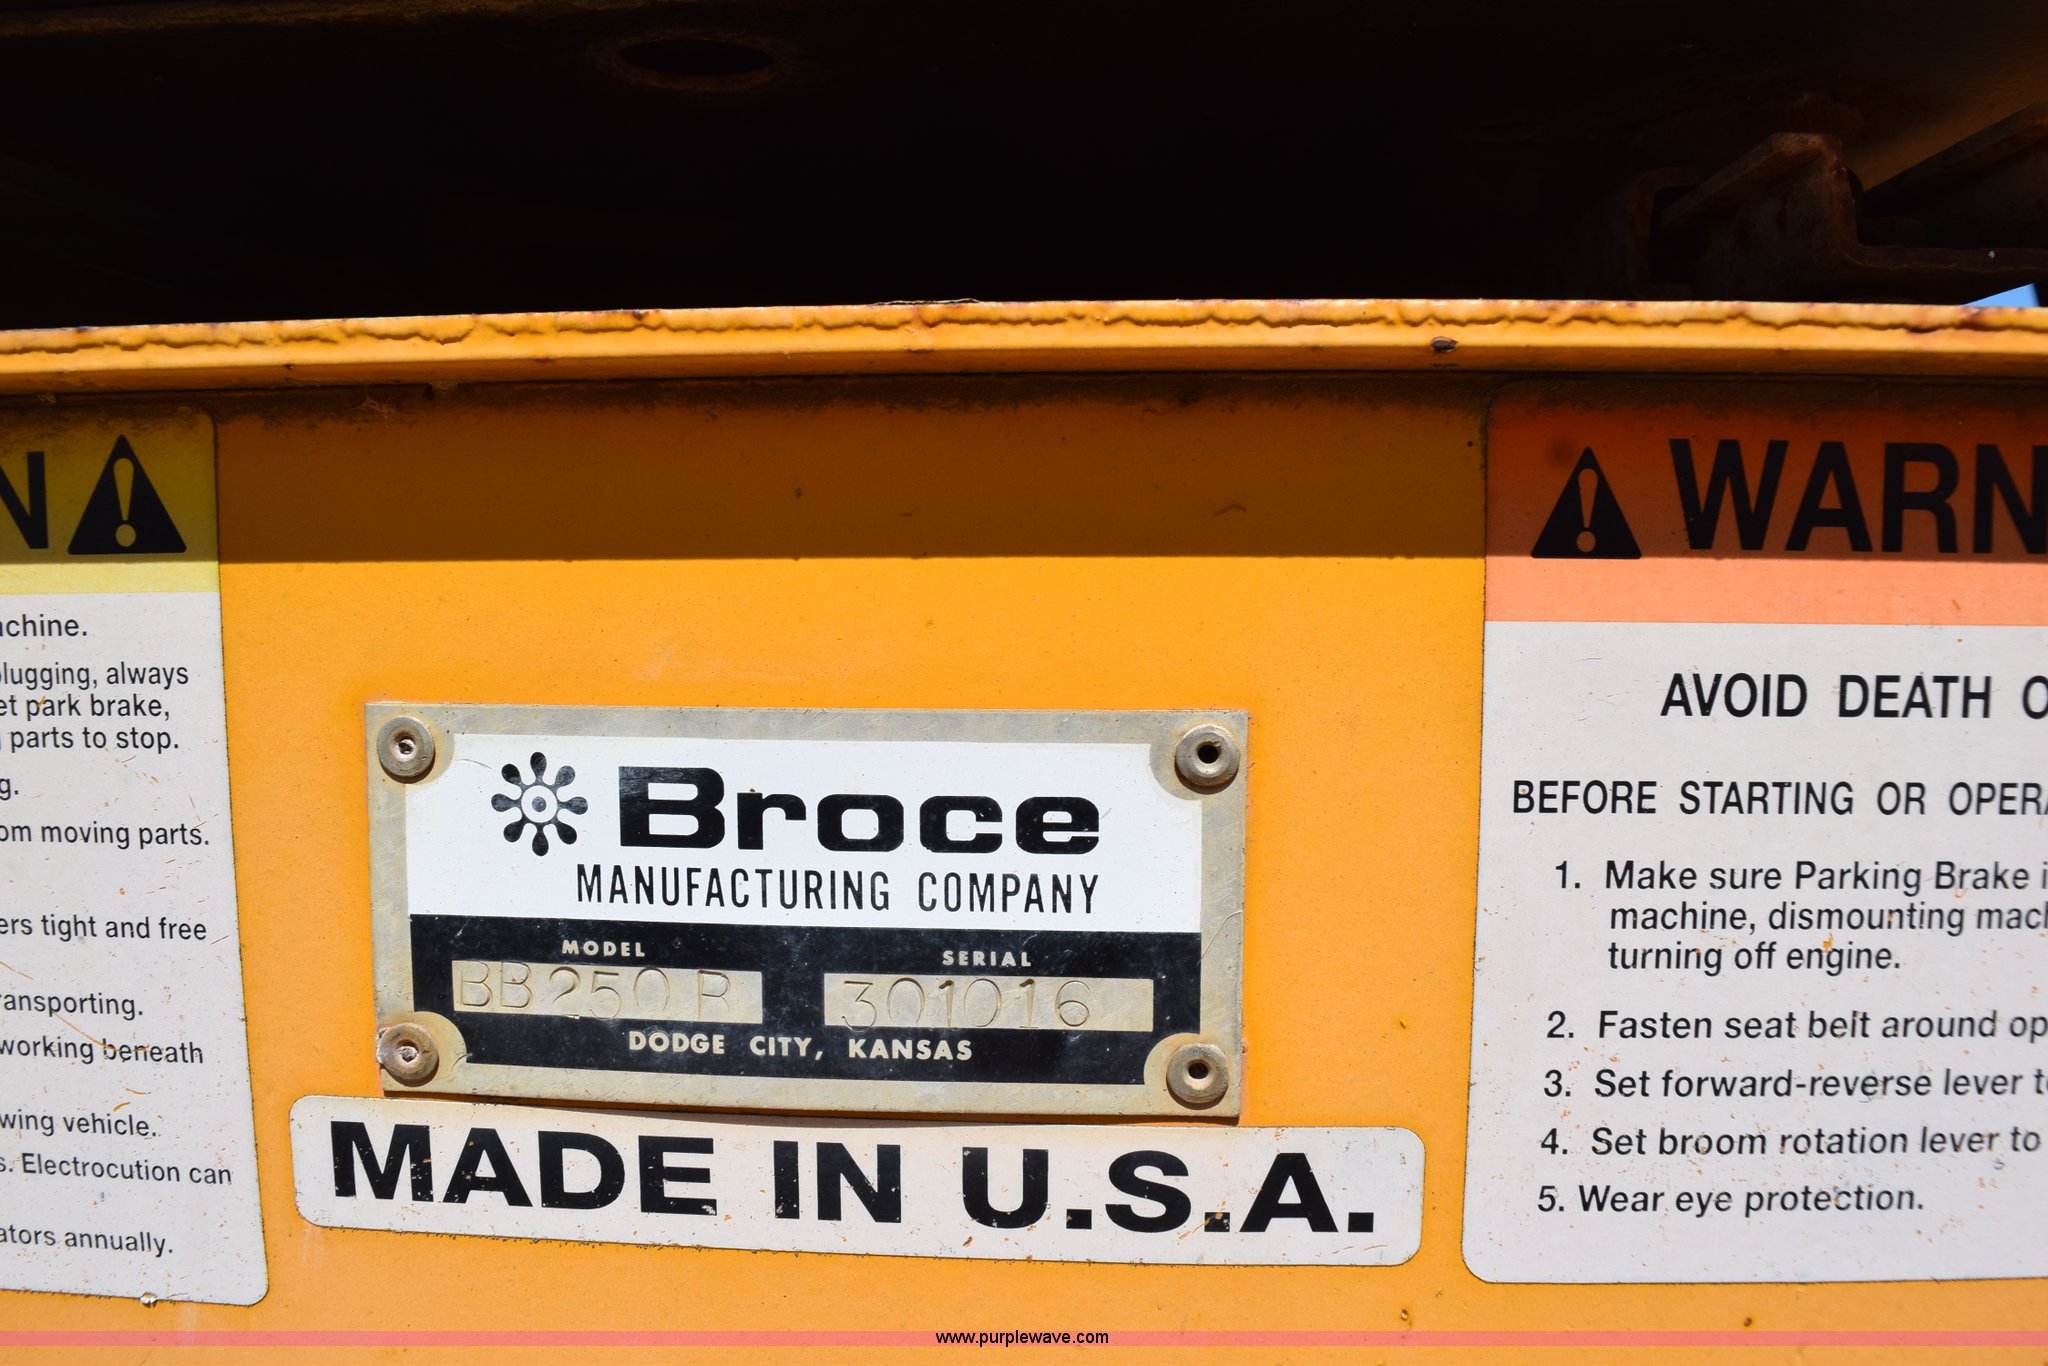 N
achine.
plugging, always
et park brake,
parts to stop.
g.
om moving parts.
ers tight and free
ransporting.
working beneath
wing vehicle.
s. Electrocution can
ators annually.
Broce
MANUFACTURING COMPANY
MODEL SERIAL
BB250B 301016
DODGE CITY, KANSAS
MADE IN U.S.A.
WARN
AVOID DEATH O
BEFORE STARTING OR OPERA
1. Make sure Parking Brake i
machine, dismounting mach
turning off engine.
2. Fasten seat belt around op
3. Set forward-reverse lever to
4. Set broom rotation lever to
5. Wear eye protection.
www.purplewave.com